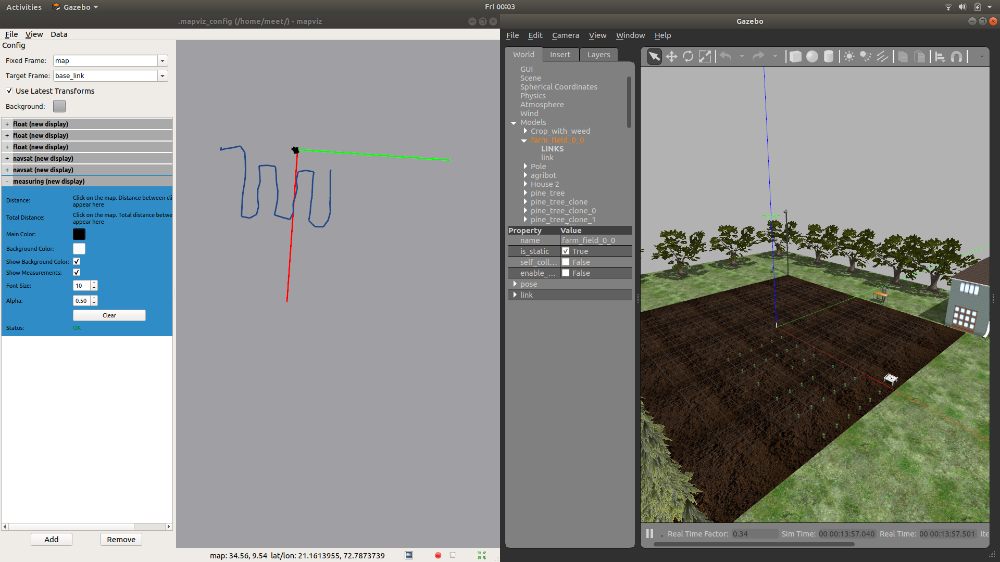 Activities Gazebo Fri 00:03
.mapviz_config (/home/meet/) - mapviz
File View Data
Config
Fixed Frame: map
Target Frame: base_link
Use Latest Transforms
Background:
+ float (new display)
+ float (new display)
+ float (new display)
+ navsat (new display)
+ navsat (new display)
- measuring (new display)
Distance: Click on the map. Distance between cli
appear here
Total Distance: Click on the map. Total distance betwe
appear here
Main Color:
Background Color:
Show Background Color:
Show Measurements:
Font Size: 10
Alpha: 0.50
Clear
Status: OK
Add Remove
map: 34.56, 9.54 lat/lon: 21.1613955, 72.7873739
Gazebo
File Edit Camera View Window Help
World Insert Layers
GUI
Scene
Spherical Coordinates
Physics
Atmosphere
Wind
Models
Crop_with_weed
farm_field_0_0
LINKS
link
Pole
agribot
House 2
pine_tree
pine_tree_clone
pine_tree_clone_0
pine_tree_clone_1
Property Value
name farm_field_0_0
is_static True
self_coll... False
enable_... False
pose
link
Real Time Factor: 0.34 Sim Time: 00 00:13:57.040 Real Time: 00 00:13:57.501 Ite